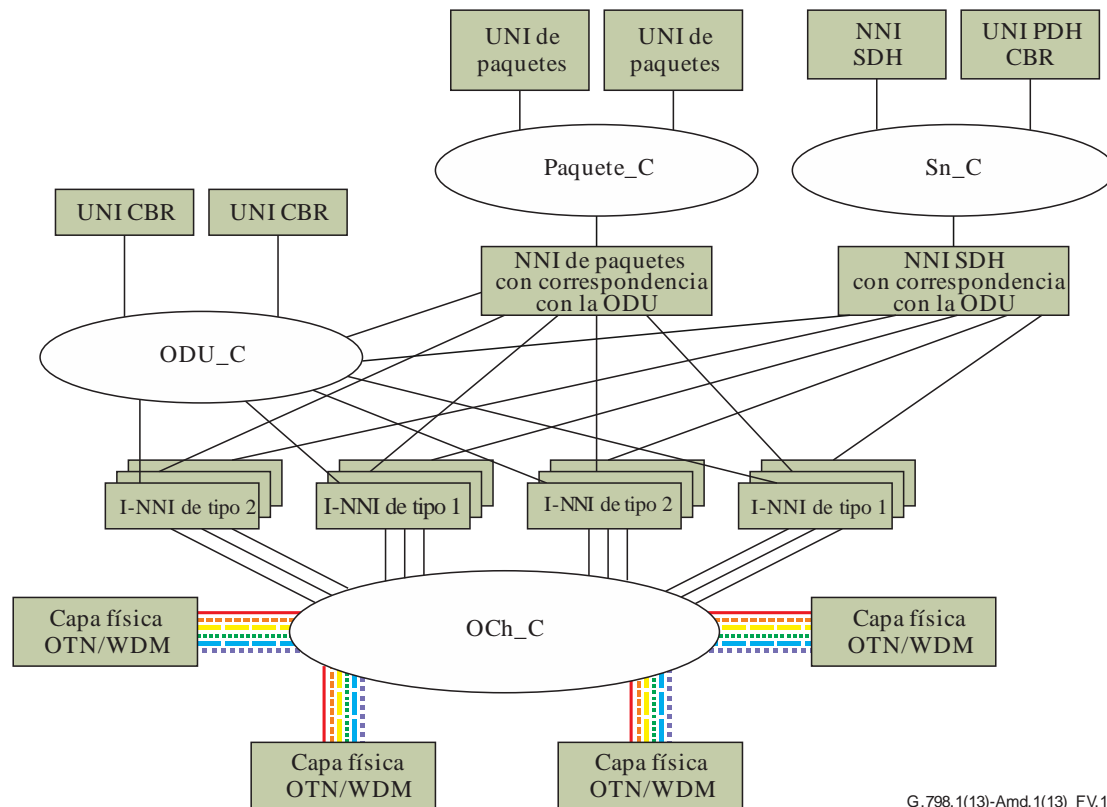 UNI de
paquetes
UNI de
paquetes
NNI
SDH
UNI PDH
CBR
Paquete_C
Sn_C
UNI CBR
UNI CBR
NNI de paquetes
con correspondencia
con la ODU
NNI SDH
con correspondencia
con la ODU
ODU_C
I-NNI de tipo 2
I-NNI de tipo 1
I-NNI de tipo 2
I-NNI de tipo 1
Capa física
OTN/WDM
OCh_C
Capa física
OTN/WDM
Capa física
OTN/WDM
Capa física
OTN/WDM
G.798.1(13)-Amd.1(13)_FV.1